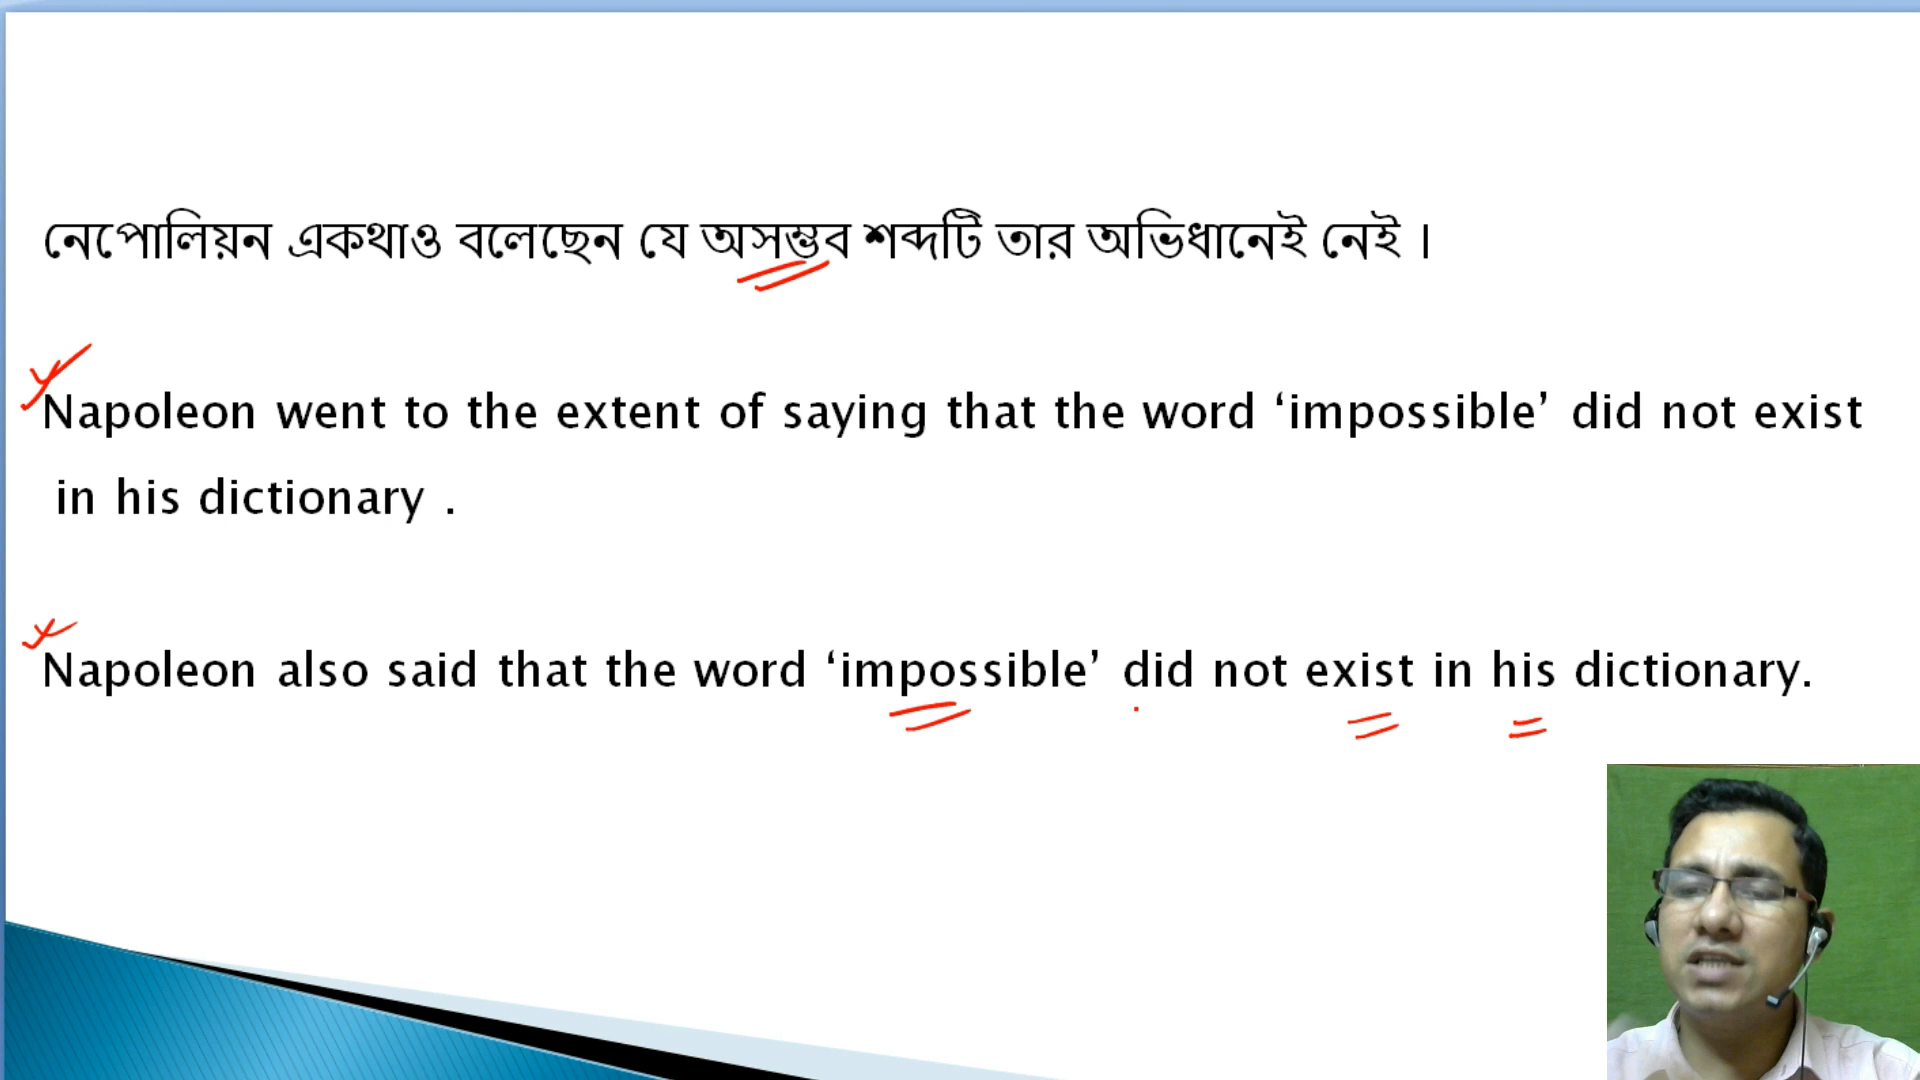 নেপোলিয়ন একথাও বলেছেন যে অসম্ভব শব্দটি তার অভিধানেই নেই ।
Napoleon went to the extent of saying that the word ‘impossible’ did not exist
in his dictionary .
Napoleon also said that the word ‘impossible’ did not exist in his dictionary.